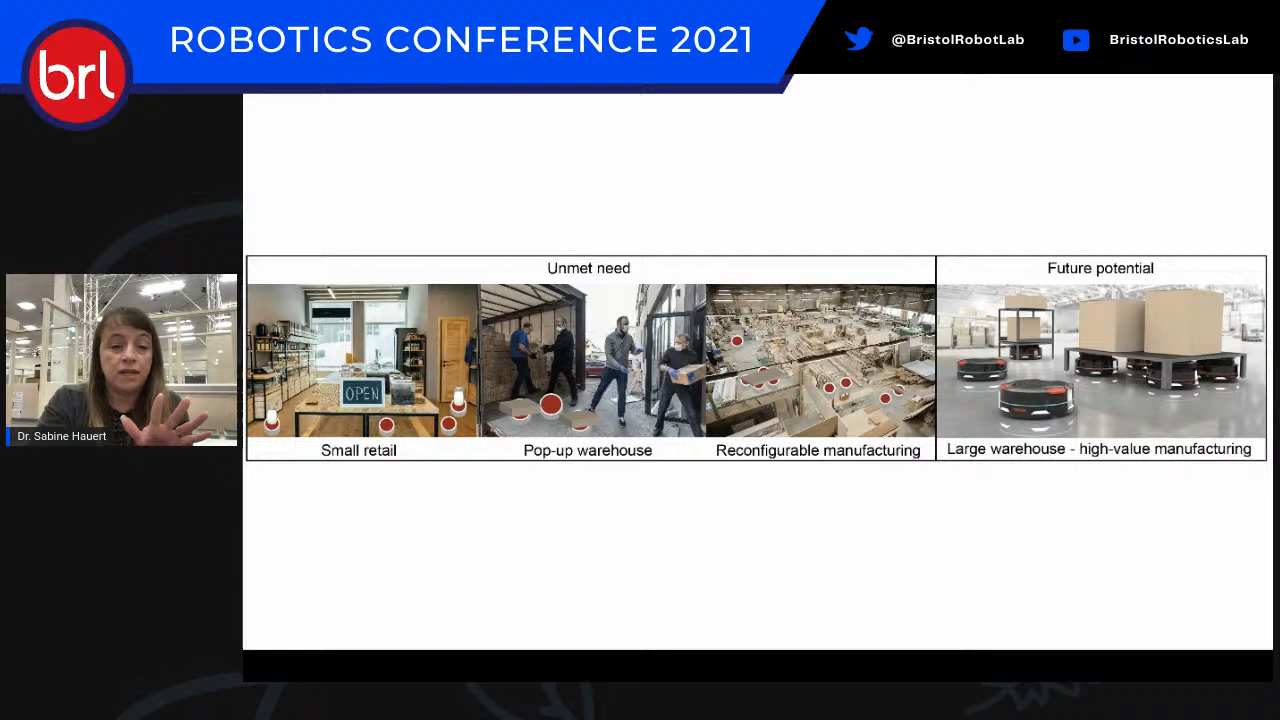 brl
ROBOTICS CONFERENCE 2021
@BristolRobotLab
BristolRoboticsLab
Unmet need
Future potential
OPEN
Small retail
Pop-up warehouse
Reconfigurable manufacturing
Large warehouse - high-value manufacturing
Dr. Sabine Hauert